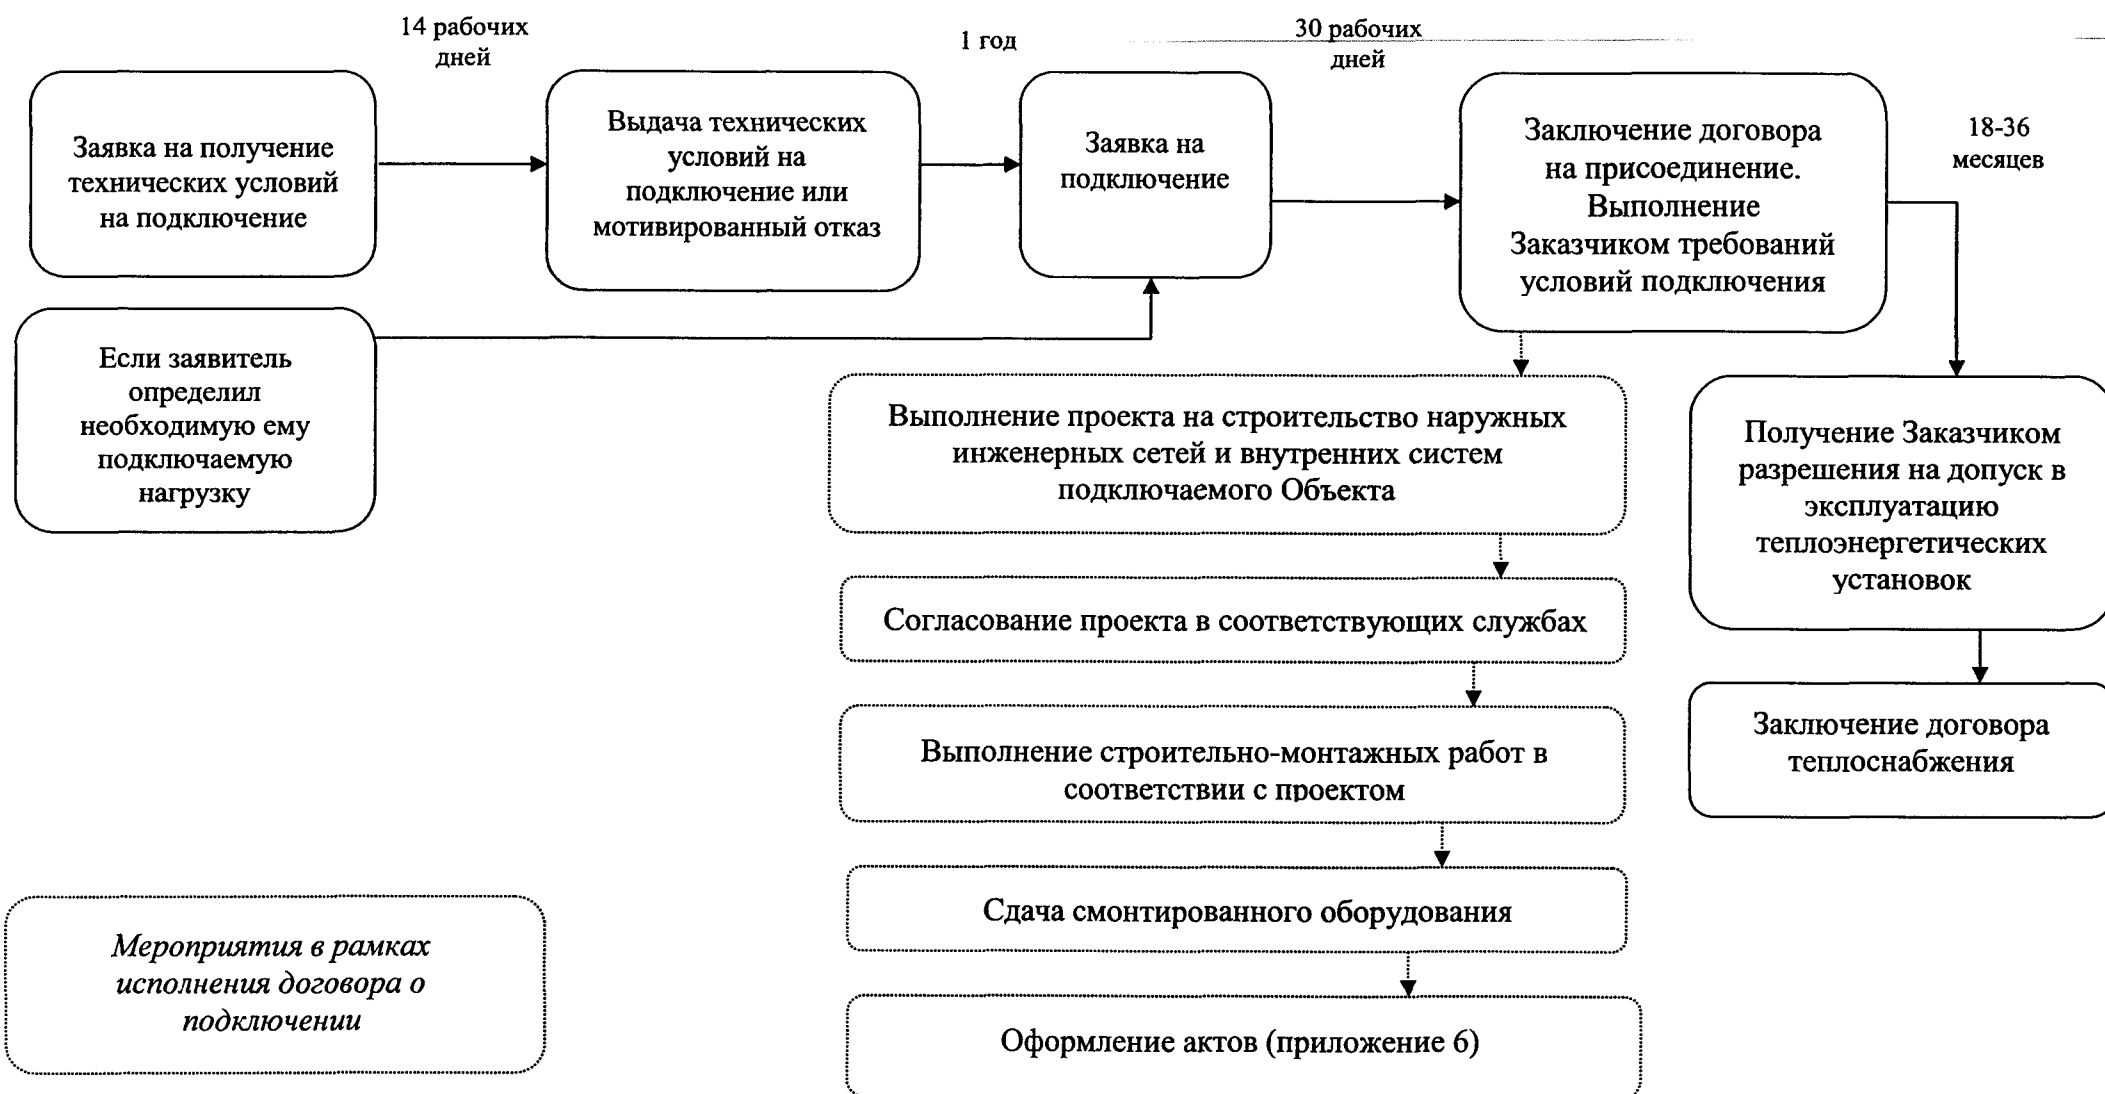 14 рабочих
дней
1 год
30 рабочих
дней
Заявка на получение
технических условий
на подключение
Выдача технических
условий на
подключение или
мотивированный отказ
Заявка на
подключение
Заключение договора
на присоединение.
Выполнение
Заказчиком требований
условий подключения
18-36
месяцев
Если заявитель
определил
необходимую ему
подключаемую
нагрузку
Выполнение проекта на строительство наружных
инженерных сетей и внутренних систем
подключаемого Объекта
Получение Заказчиком
разрешения на допуск в
эксплуатацию
теплоэнергетических
установок
Согласование проекта в соответствующих службах
Выполнение строительно-монтажных работ в
соответствии с проектом
Заключение договора
теплоснабжения
Сдача смонтированного оборудования
Мероприятия в рамках
исполнения договора о
подключении
Оформление актов (приложение 6)